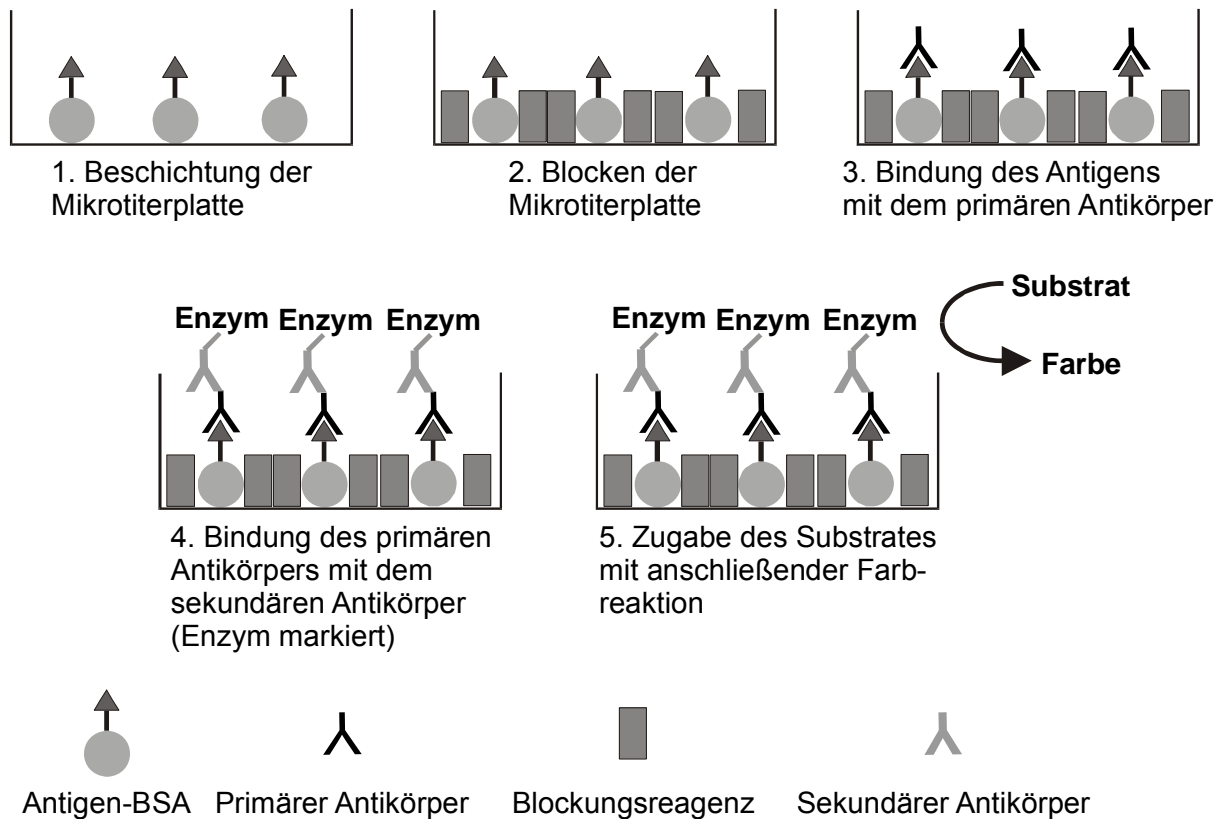 1. Beschichtung der
Mikrotiterplatte
2. Blocken der
Mikrotiterplatte
3. Bindung des Antigens
mit dem primären Antikörper
Enzym Enzym Enzym
4. Bindung des primären
Antikörpers mit dem
sekundären Antikörper
(Enzym markiert)
Enzym Enzym Enzym
Substrat
Farbe
5. Zugabe des Substrates
mit anschließender Farb-
reaktion
Antigen-BSA
Primärer Antikörper
Blockungsreagenz
Sekundärer Antikörper